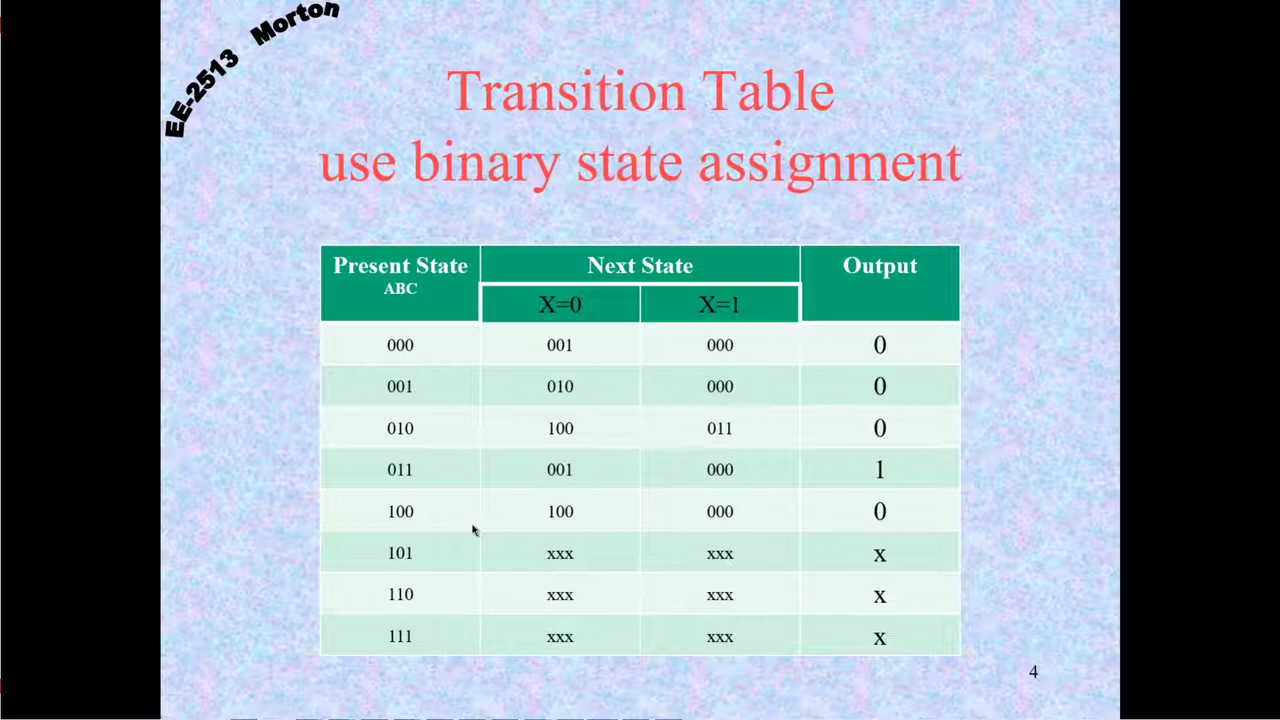 EE-2513 Morton
Transition Table
use binary state assignment
Present State Next State Output
ABC
X=0 X=1
000 001 000 0
001 010 000 0
010 100 011 0
011 001 000 1
100 100 000 0
101 xxx xxx x
110 xxx xxx x
111 xxx xxx x
4